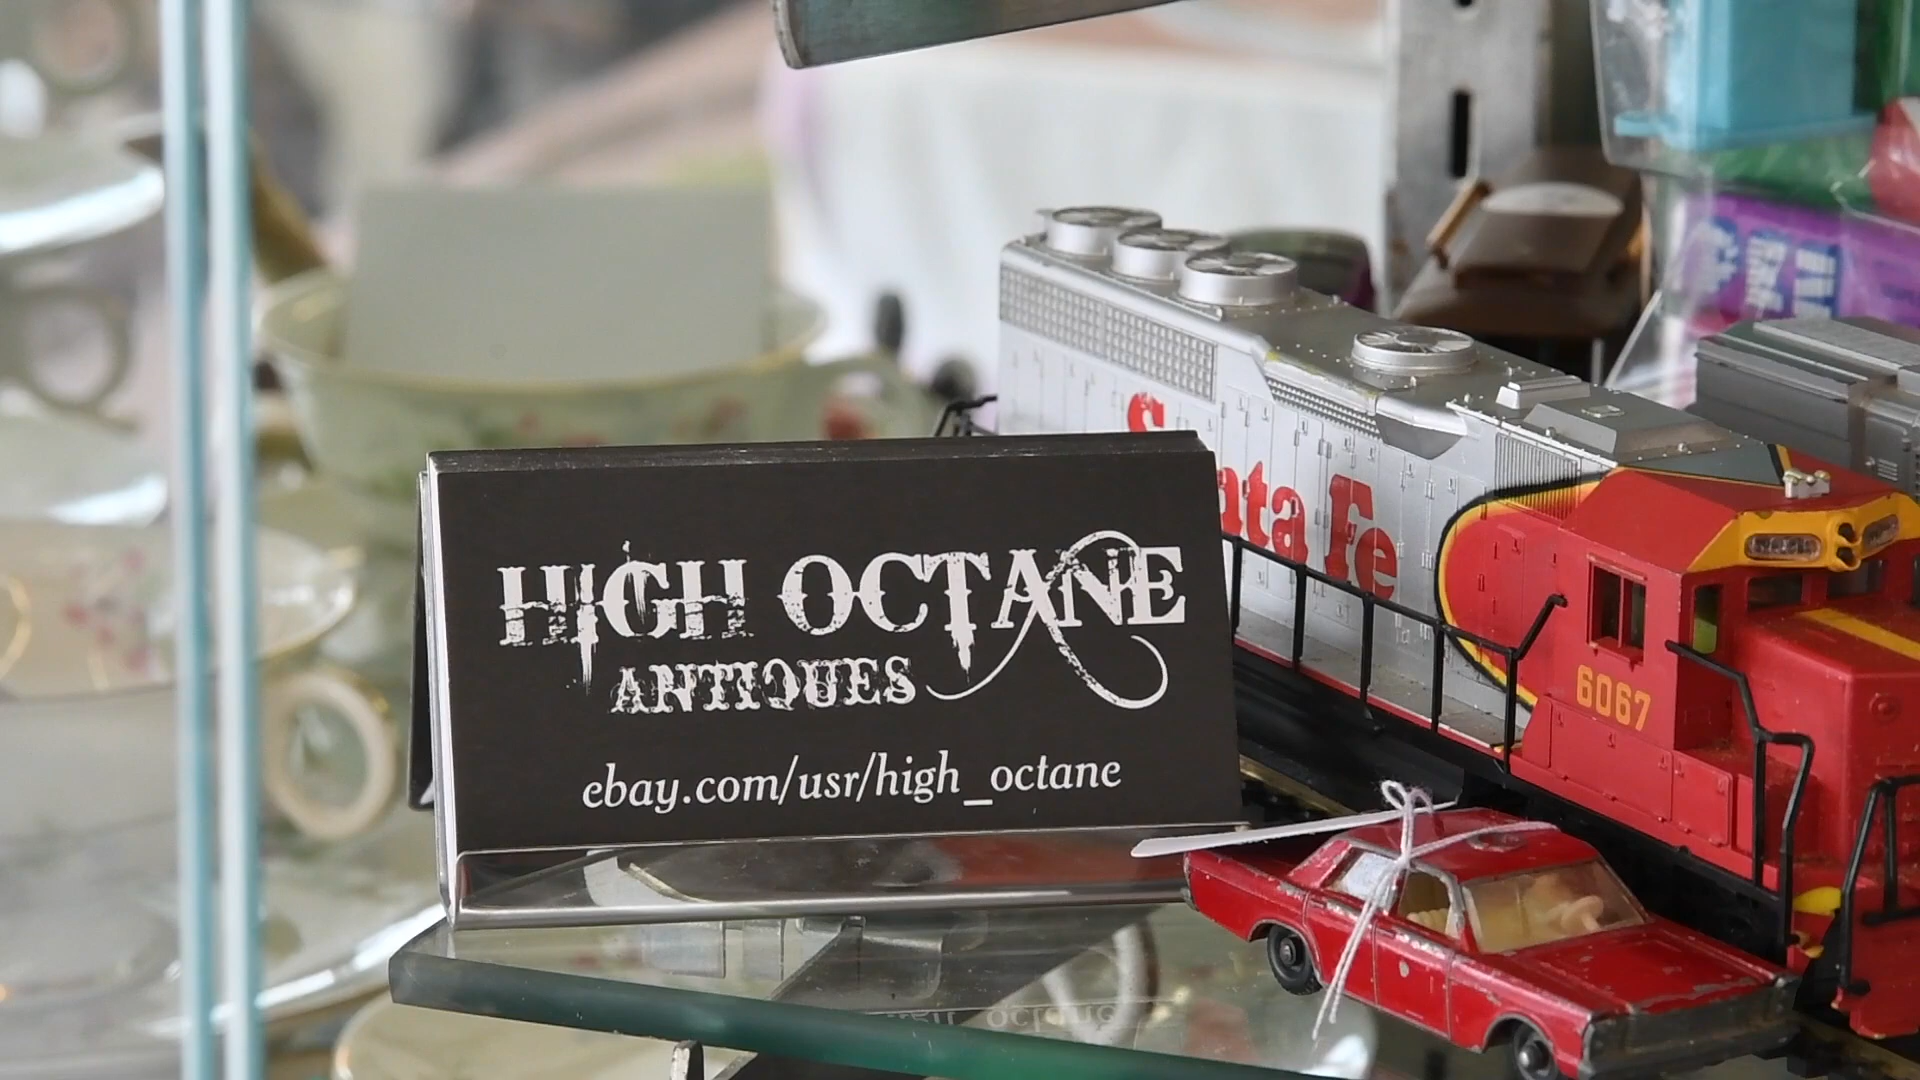 HIGH OCTANE
ANTIQUES
ebay.com/usr/high_octane
Santa Fe
6067